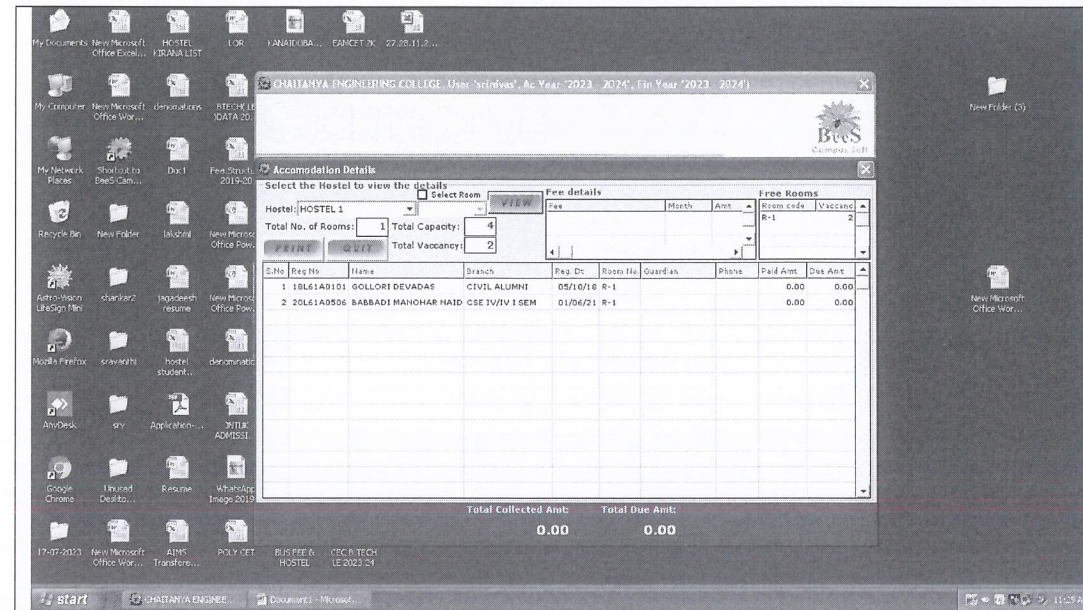 My Documents
New Microsoft Office Excel...
HOSTEL KIRANA LIST
LOR
KANAIDUBA...
EAMCET 2K
27.28.11.2...
My Computer
New Microsoft Office Wor...
denomations
BTECH( LE )DATA 20..
New Folder (3)
My Network Places
Shortcut to BeeS Cam...
Doc1
Fee Structu 2019-20
Recycle Bin
New Folder
lakshmi
New Microsc Office Pow..
Astro-Vision LifeSign Mini
shankar2
jagadeesh resume
New Microsc Office Pow..
New Microsoft Office Wor...
Mozilla Firefox
sravanthi
hostel student...
denominatic
AnyDesk
sry
Application-...
JNTUK ADMISSI..
Google Chrome
Unused Deskto...
Resume
WhatsApp Image 2019
17-07-2023
New Microsoft Office Wor...
AIMS Transfere...
POLY CET
BUS FEE & HOSTEL
CEC B.TECH LE 2023.24
CHAITANYA ENGINEERING COLLEGE. User 'srinivas', Ac Year '2023 - 2024', Fin Year '2023 - 2024')
BeeS
Campus Soft
Accomodation Details
Select the Hostel to view the details
Select Room
VIEW
Hostel: HOSTEL 1
Total No. of Rooms: 1 Total Capacity: 4
PRINT QUIT Total Vaccancy: 2
Fee details
Fee Month Amt
Free Rooms
Room code Vaccanc
R-1 2
S.No Reg No Name Branch Reg. Dt Room No. Guardian Phone Paid Amt Due Amt
1 18L61A0101 GOLLORI DEVADAS CIVIL ALUMNI 05/10/18 R-1 0.00 0.00
2 20L61A0506 BABBADI MANOHAR NAID CSE IV/IV I SEM 01/06/21 R-1 0.00 0.00
Total Collected Amt: Total Due Amt:
0.00 0.00
start
CHAITANYA ENGINEE...
Document1 - Microsof...
11:25 A